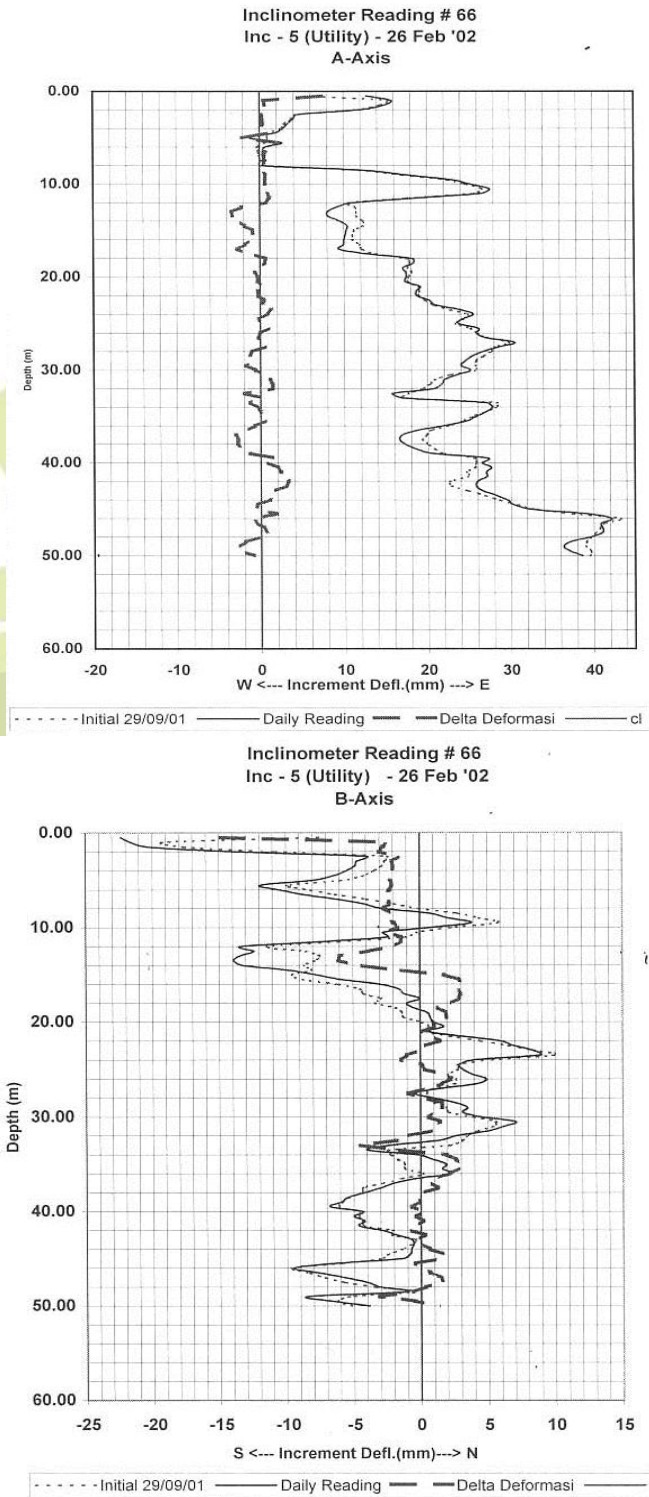 Inclinometer Reading # 66
Inc - 5 (Utility) - 26 Feb '02
A-Axis
0.00
10.00
20.00
30.00
40.00
50.00
60.00
Depth (m)
-20 -10 0 10 20 30 40
W <--- Increment Defl.(mm) ---> E
Initial 29/09/01 Daily Reading Delta Deformasi cl
Inclinometer Reading # 66
Inc - 5 (Utility) - 26 Feb '02
B-Axis
0.00
10.00
20.00
30.00
40.00
50.00
60.00
Depth (m)
-25 -20 -15 -10 -5 0 5 10 15
S <--- Increment Defl.(mm)---> N
Initial 29/09/01 Daily Reading Delta Deformasi